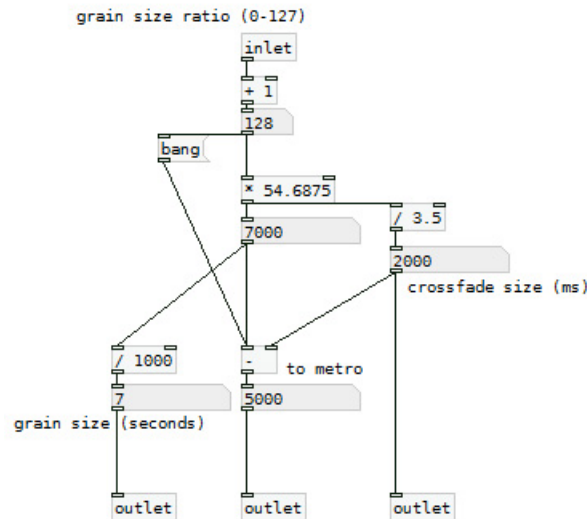 grain size ratio (0-127)
inlet
+ 1
128
bang
* 54.6875
/ 3.5
7000
2000
crossfade size (ms)
/ 1000
-
to metro
7
5000
grain size (seconds)
outlet
outlet
outlet